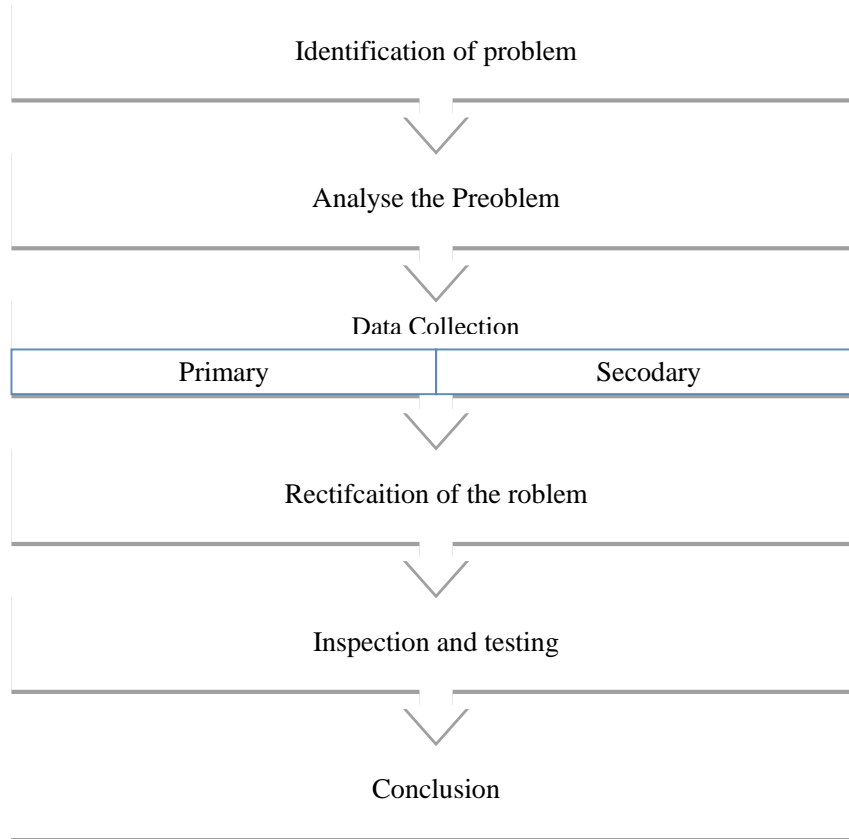 Identification of problem
Analyse the Preoblem
Data Collection
Primary
Secodary
Rectifcaition of the roblem
Inspection and testing
Conclusion